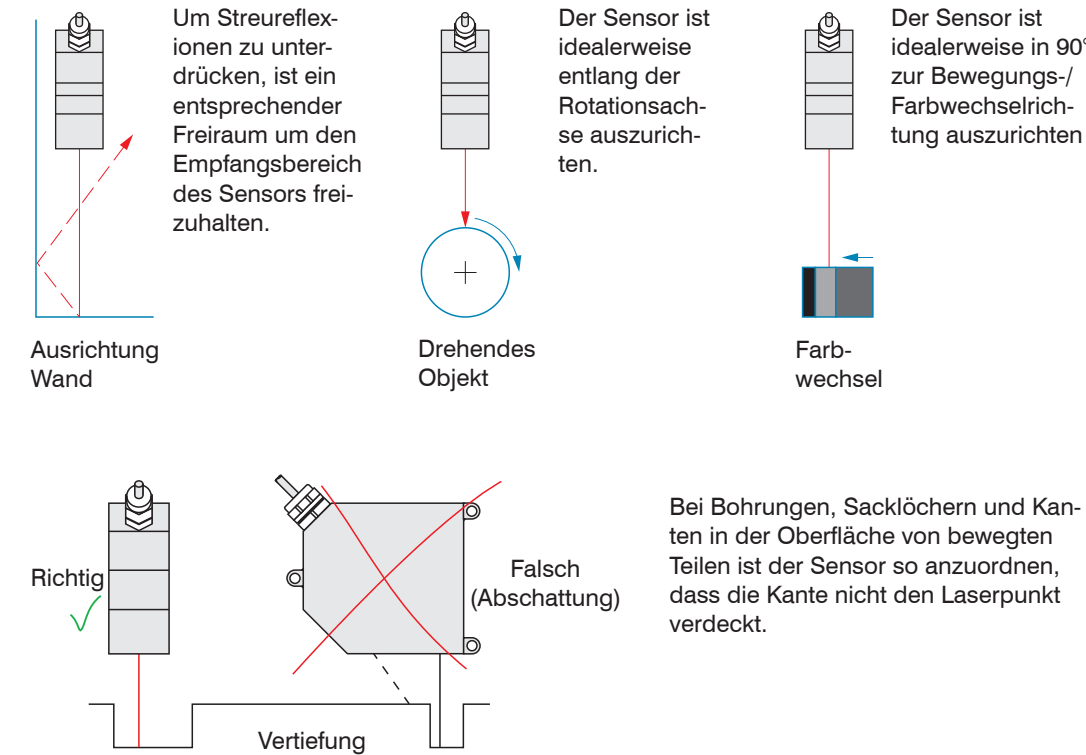 Um Streureflex-
ionen zu unter-
drücken, ist ein
entsprechender
Freiraum um den
Empfangsbereich
des Sensors frei-
zuhalten.
Ausrichtung
Wand
Der Sensor ist
idealerweise
entlang der
Rotationsach-
se auszurich-
ten.
Drehendes
Objekt
Der Sensor ist
idealerweise in 90°
zur Bewegungs-/
Farbwechselrich-
tung auszurichten
Farb-
wechsel
Richtig
Falsch
(Abschattung)
Vertiefung
Bei Bohrungen, Sacklöchern und Kan-
ten in der Oberfläche von bewegten
Teilen ist der Sensor so anzuordnen,
dass die Kante nicht den Laserpunkt
verdeckt.